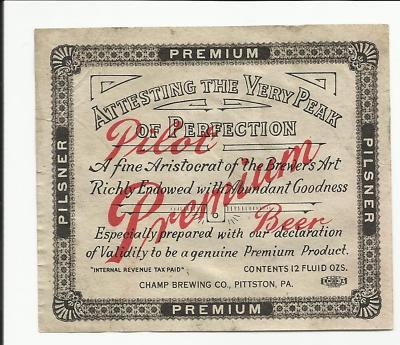 PREMIUM
ATTESTING THE VERY PEAK
OF PERFECTION
Pilot
A fine Aristocrat of the Brewers Art
Richly Endowed with Abundant Goodness
Premium
Beer
Especially prepared with our declaration
of Validity to be a genuine Premium Product.
"INTERNAL REVENUE TAX PAID"
CONTENTS 12 FLUID OZS.
CHAMP BREWING CO., PITTSTON, PA.
PREMIUM
PILSNER
PILSNER